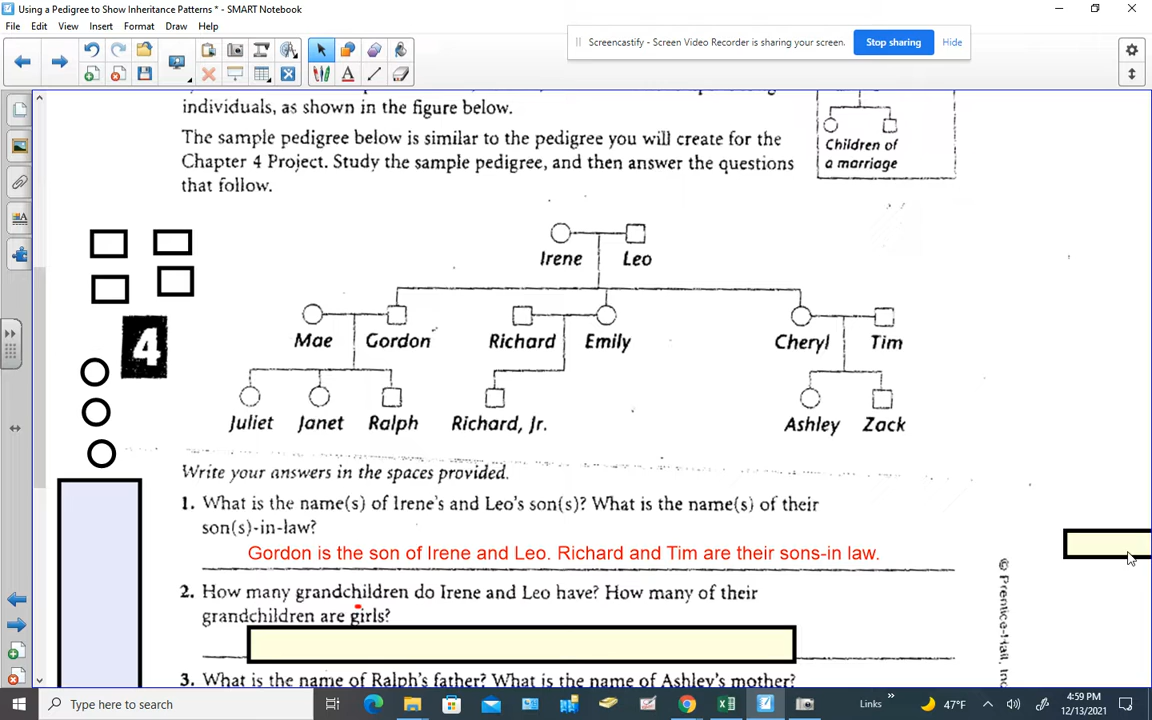 Using a Pedigree to Show Inheritance Patterns * - SMART Notebook
File Edit View Insert Format Draw Help
Screencastify - Screen Video Recorder is sharing your screen. Stop sharing Hide
individuals, as shown in the figure below.
The sample pedigree below is similar to the pedigree you will create for the
Chapter 4 Project. Study the sample pedigree, and then answer the questions
that follow.
Children of
a marriage
Irene Leo
4
Mae Gordon Richard Emily Cheryl Tim
Juliet Janet Ralph Richard, Jr. Ashley Zack
Write your answers in the spaces provided.
1. What is the name(s) of Irene's and Leo's son(s)? What is the name(s) of their
son(s)-in-law?
Gordon is the son of Irene and Leo. Richard and Tim are their sons-in law.
2. How many grandchildren do Irene and Leo have? How many of their
grandchildren are girls?
3. What is the name of Ralph's father? What is the name of Ashley's mother?
© Prentice-Hall, Inc
Type here to search
Links
47°F
4:59 PM
12/13/2021